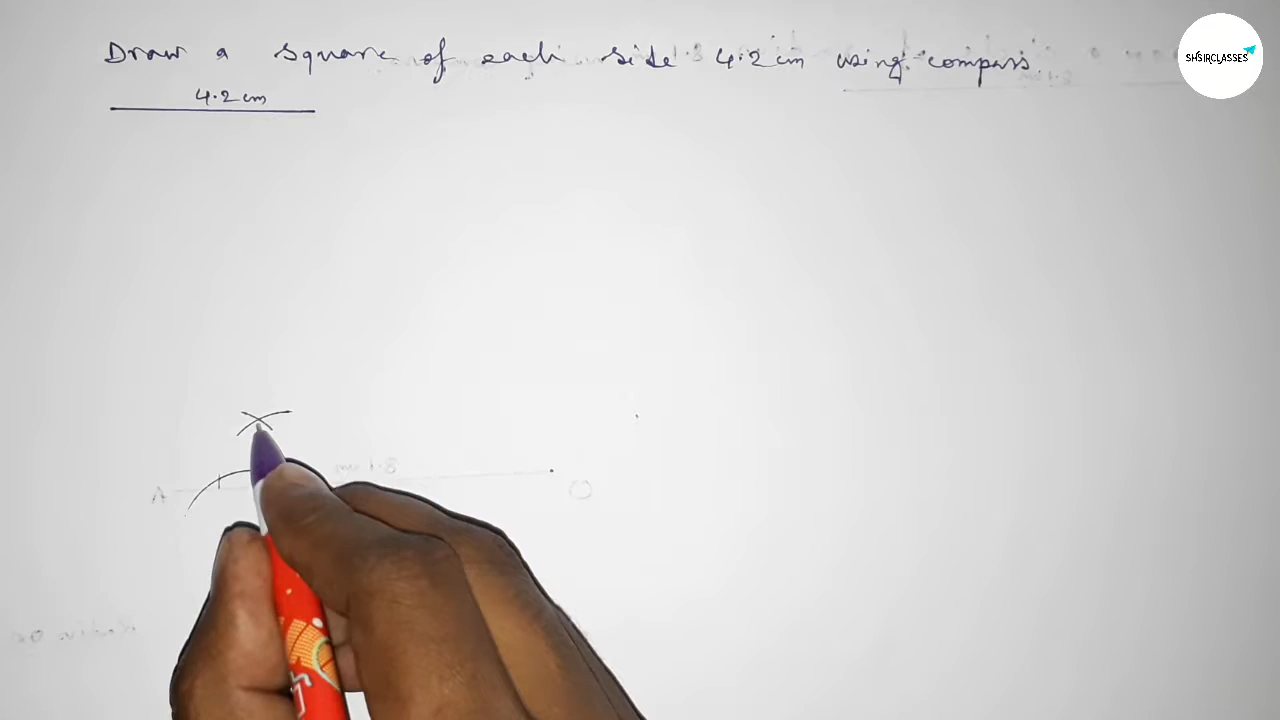 Draw a square of each side 4.2 cm using compass
SHSIRCLASSES
4.2 cm